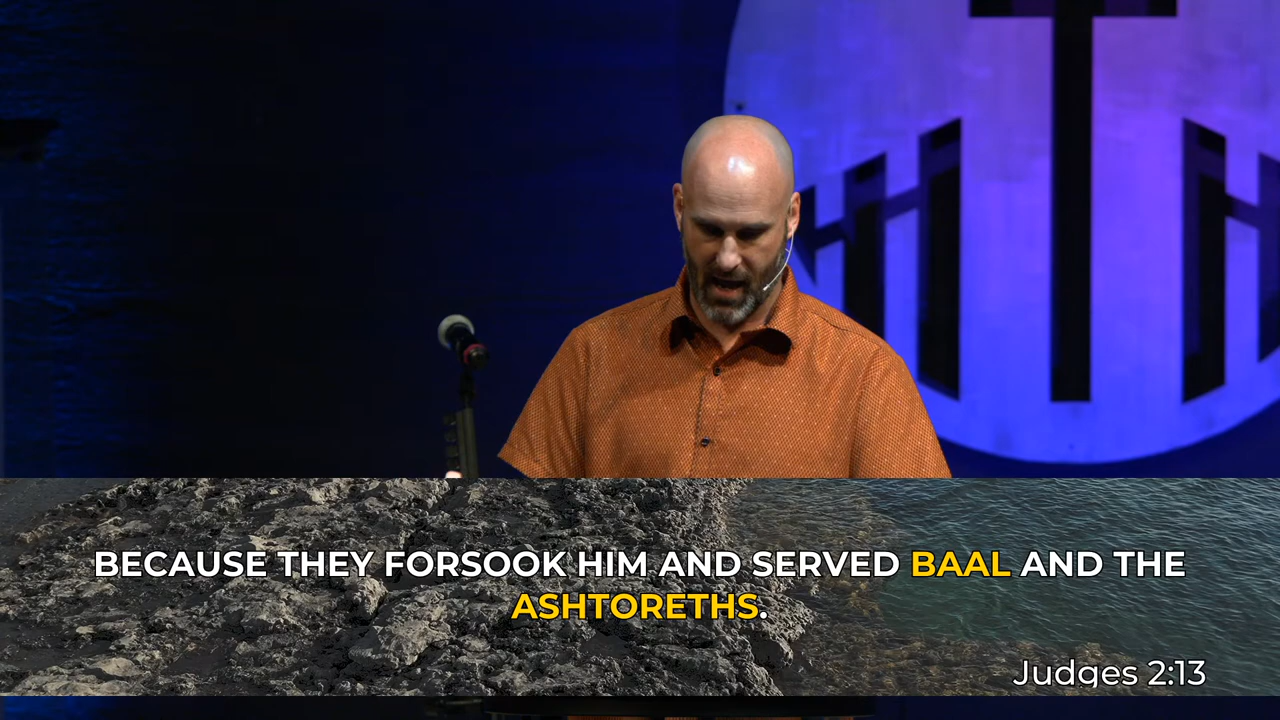 BECAUSE THEY FORSOOK HIM AND SERVED BAAL AND THE
ASHTORETHS.
Judges 2:13